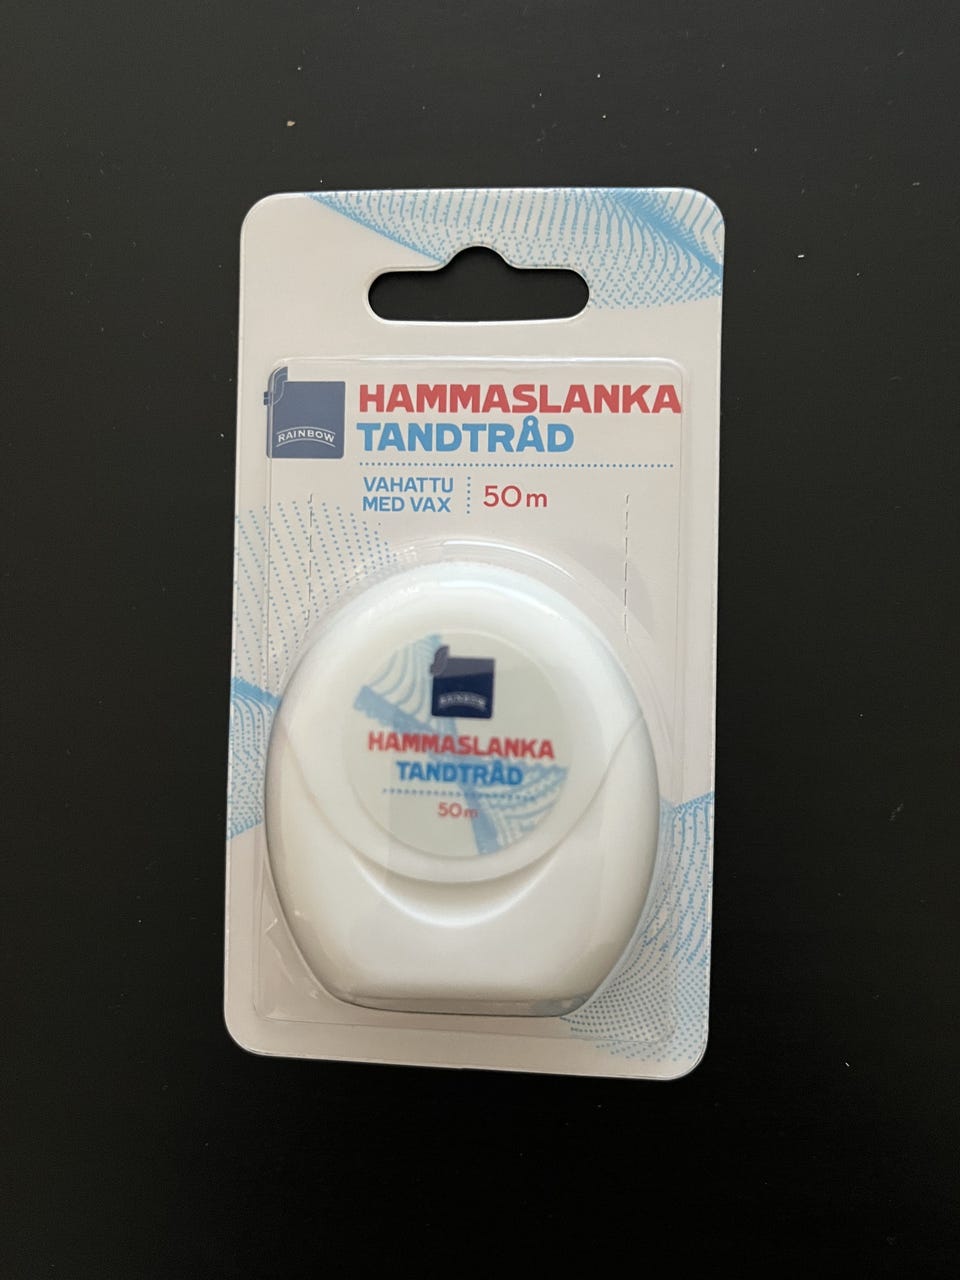 RAINBOW
HAMMASLANKA
TANDTRÅD
VAHATTU
MED VAX
50m
RAINBOW
HAMMASLANKA
TANDTRÅD
50m